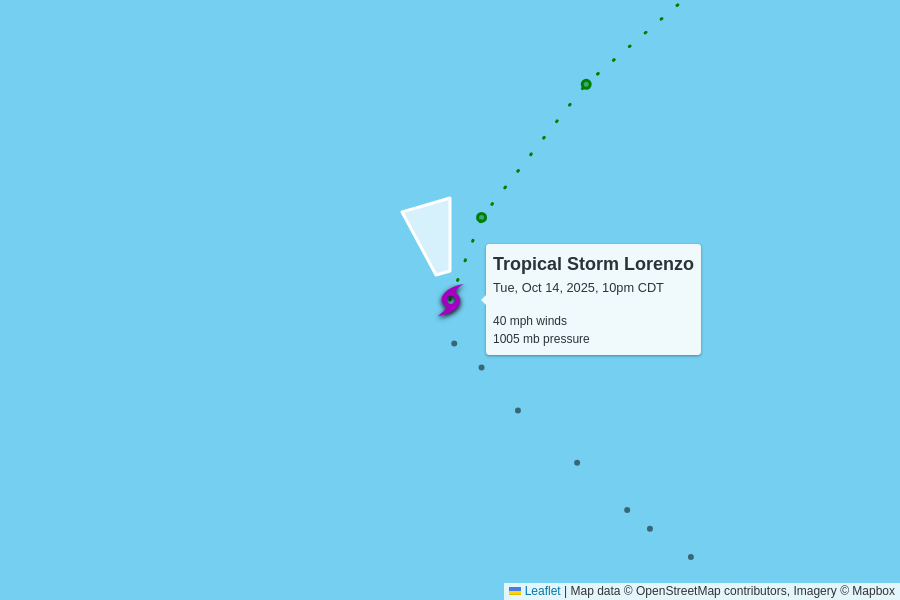 Tropical Storm Lorenzo
Tue, Oct 14, 2025, 10pm CDT
40 mph winds
1005 mb pressure
Leaflet | Map data © OpenStreetMap contributors, Imagery © Mapbox